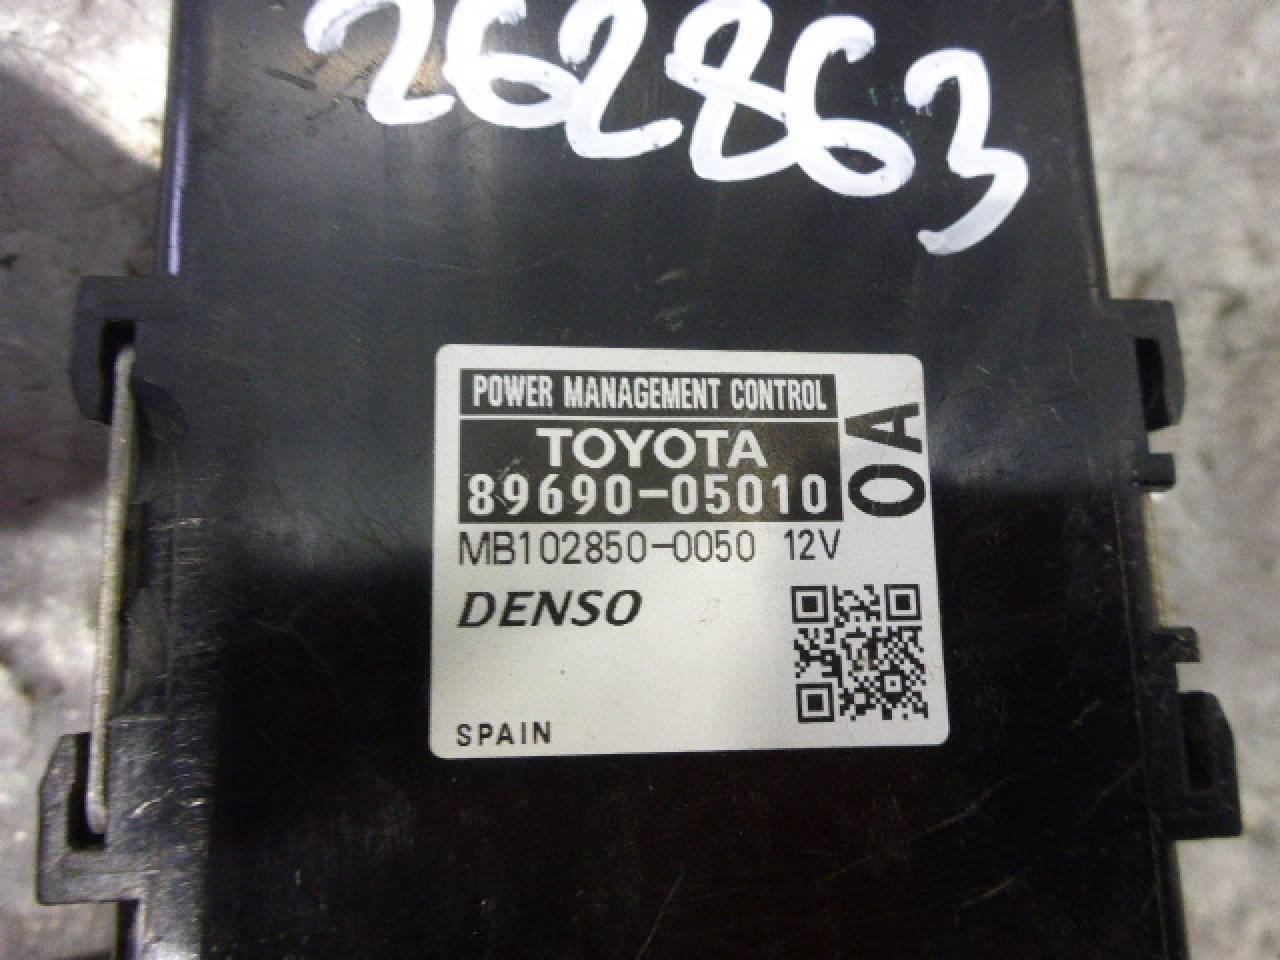 262863
POWER MANAGEMENT CONTROL
TOYOTA
89690-05010
0A
MB102850-0050 12V
DENSO
SPAIN